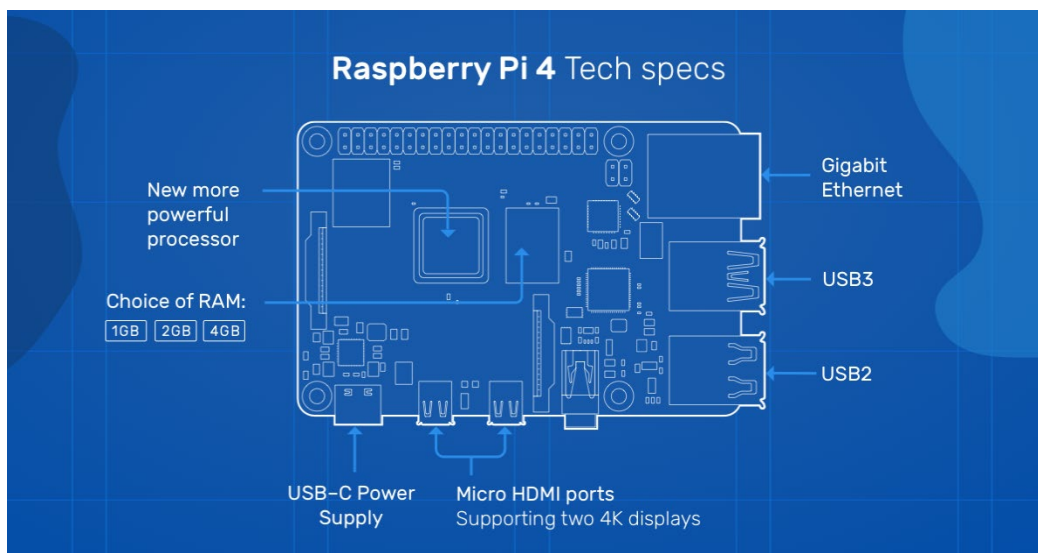 Raspberry Pi 4 Tech specs
New more
powerful
processor
Choice of RAM:
1GB 2GB 4GB
Gigabit
Ethernet
USB3
USB2
USB-C Power
Supply
Micro HDMI ports
Supporting two 4K displays